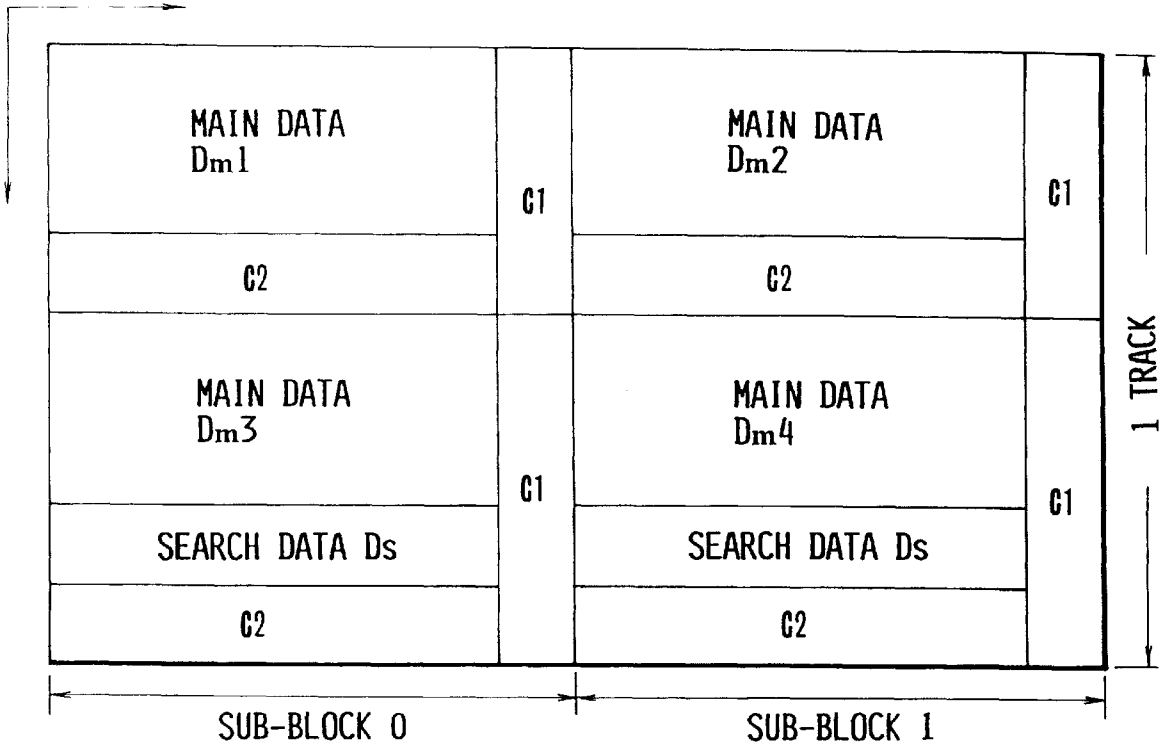 MAIN DATA
Dm1
C1
C2
MAIN DATA
Dm2
C1
C2
MAIN DATA
Dm3
C1
SEARCH DATA Ds
C2
MAIN DATA
Dm4
C1
SEARCH DATA Ds
C2
1 TRACK
SUB-BLOCK 0
SUB-BLOCK 1